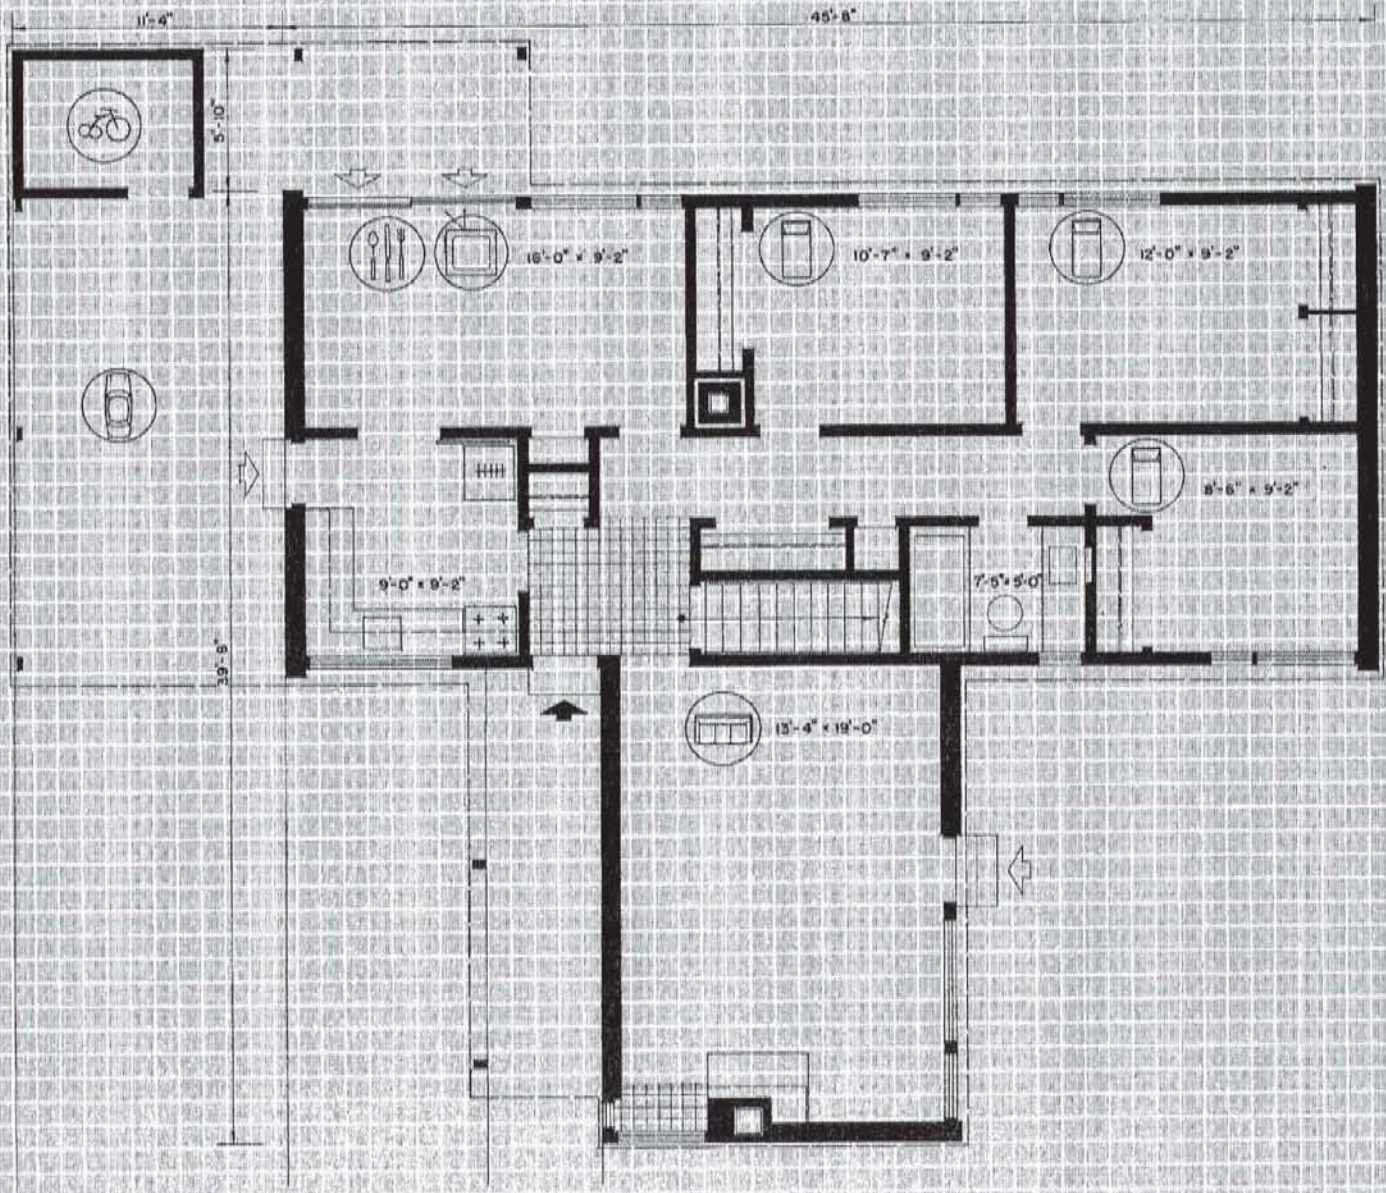 11'-4"
45'-8"
5'-10"
16'-0" × 9'-2"
10'-7" × 9'-2"
12'-0" × 9'-2"
8'-6" × 9'-2"
9'-0" × 9'-2"
7'-5" × 5'-0"
39'-8"
13'-4" × 19'-0"